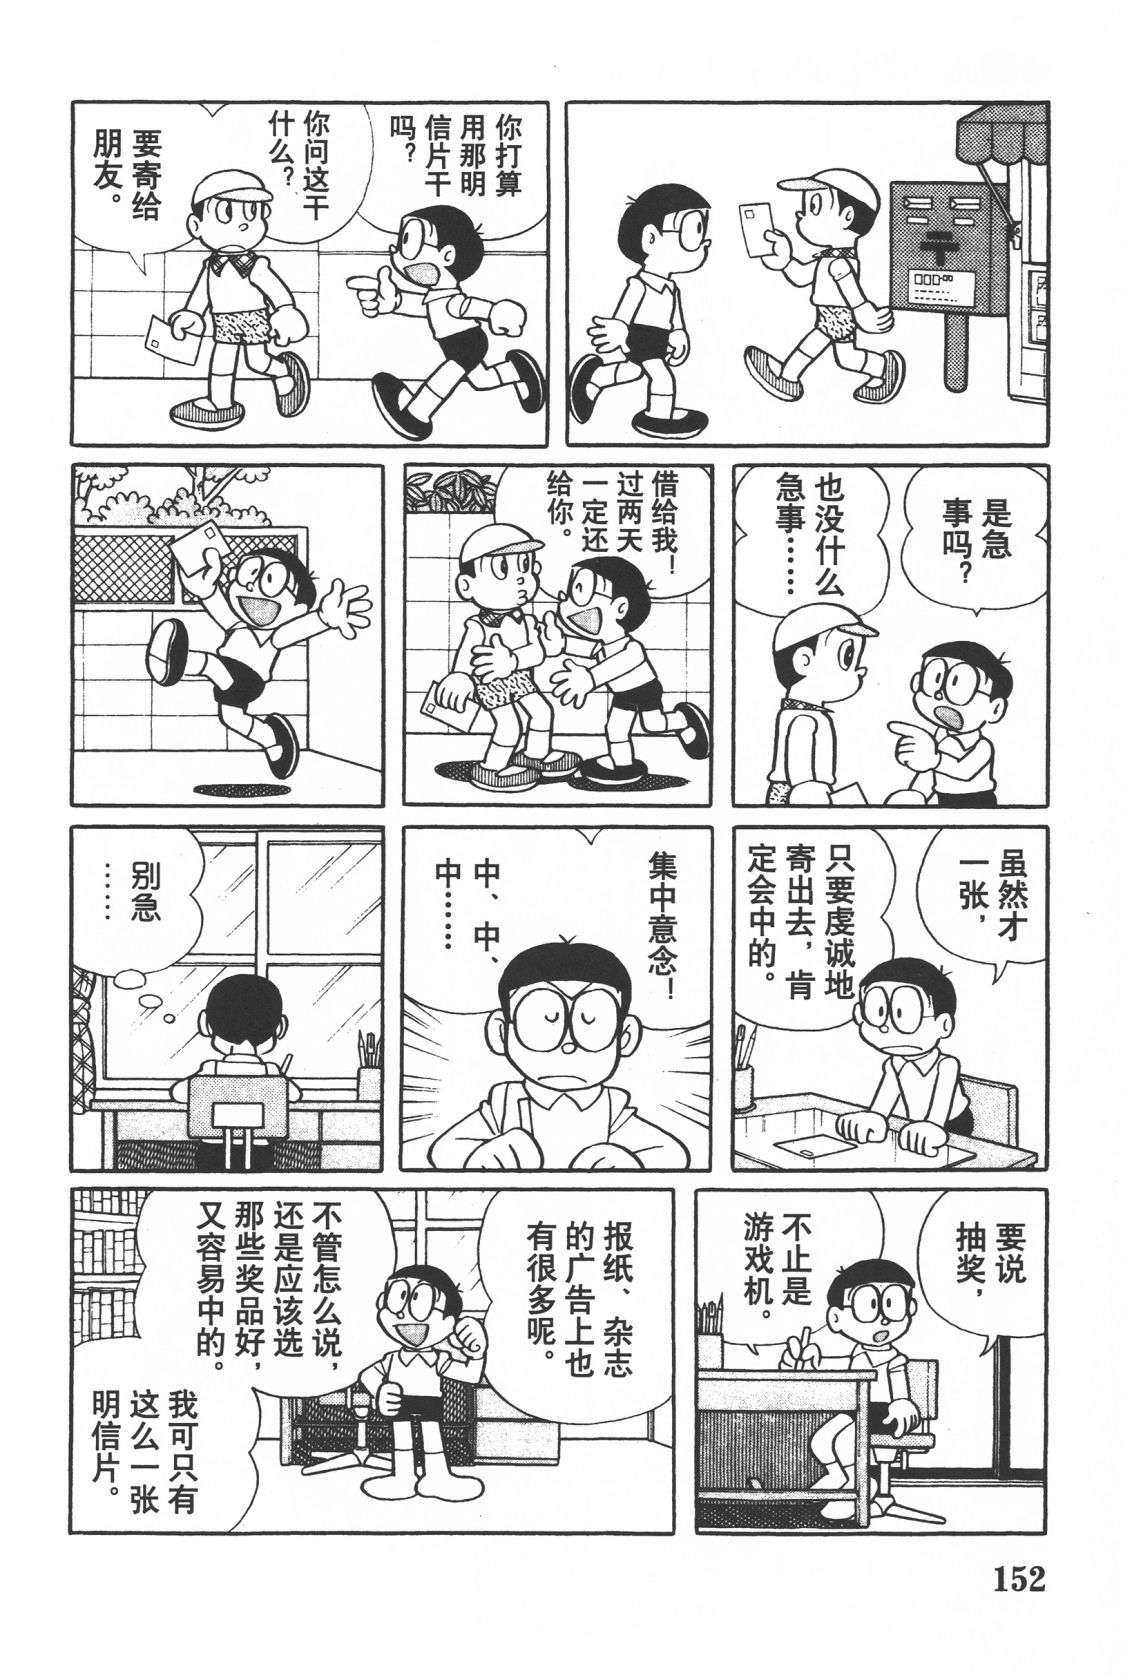 你打算
用那明
信片干
吗？
你问这干
什么？
要寄给
朋友。
是急
事吗？
也没什么
急事……
借给我！
过两天
一定还
给你。
虽然才
一张，
只要虔诚地
寄出去，肯
定会中的。
集中意念！
中、中、
中……
别急
……
要说
抽奖，
不止是
游戏机。
报纸、杂志
的广告上也
有很多呢。
不管怎么说，
还是应该选
那些奖品好，
又容易中的。
我可只有
这么一张
明信片。
152